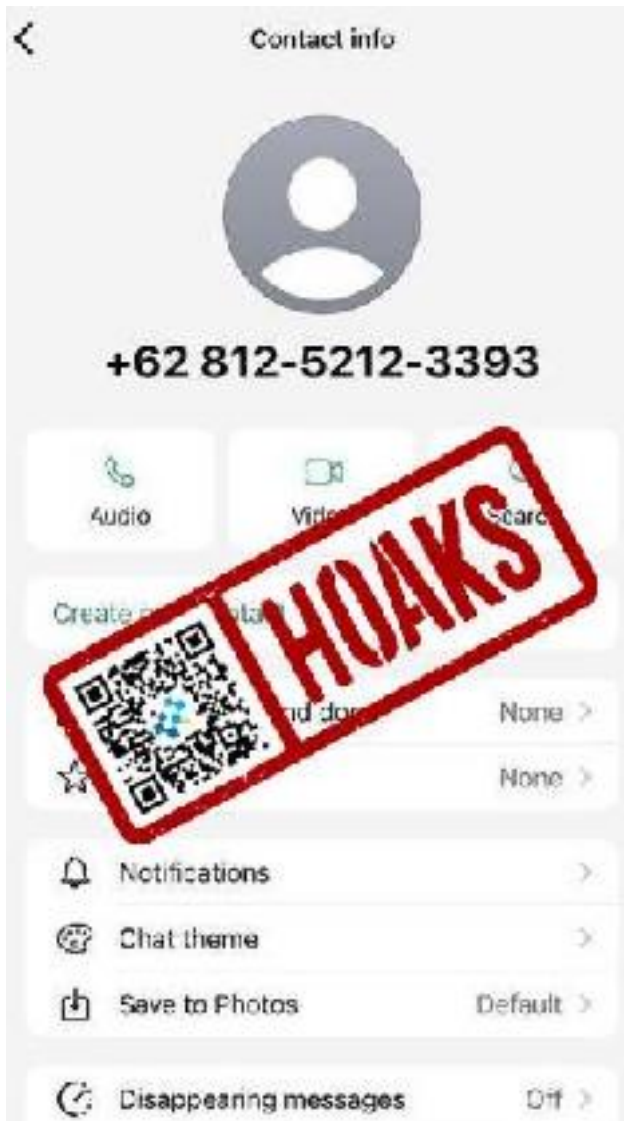 Contact info
+62 812-5212-3393
Audio
HOAKS
None
None
Notifications
Chat theme
Save to Photos Default
Disappearing messages Off